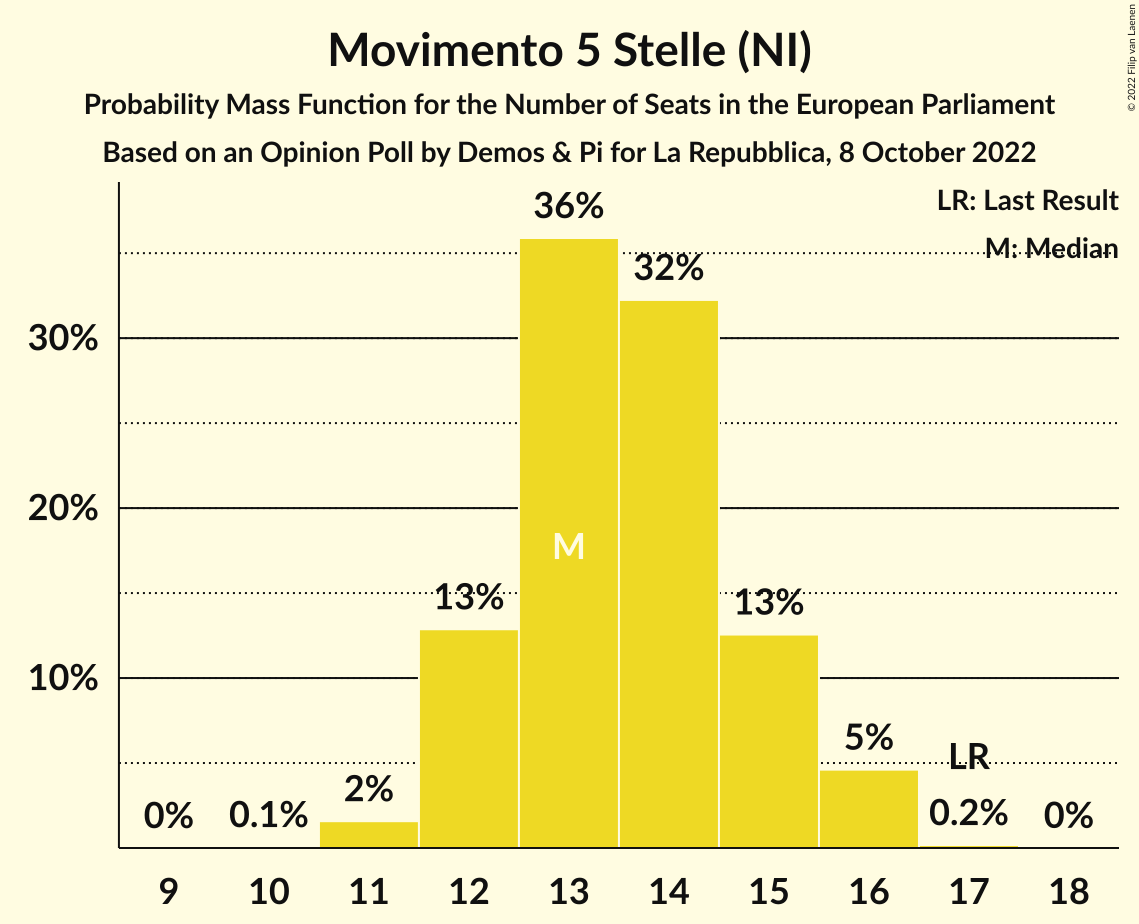 Movimento 5 Stelle (NI)
Probability Mass Function for the Number of Seats in the European Parliament
Based on an Opinion Poll by Demos & Pi for La Repubblica, 8 October 2022
© 2022 Filip van Laenen
LR: Last Result
M: Median
36%
32%
30%
20%
M
13%
13%
10%
5%
LR
2%
0%
0.1%
0.2%
0%
9 10 11 12 13 14 15 16 17 18